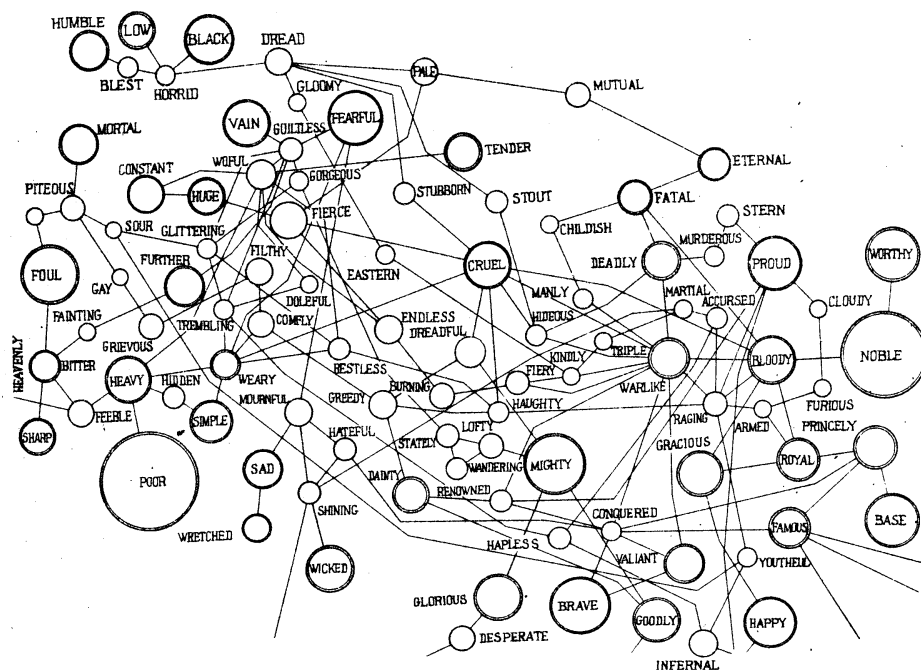 HUMBLE
LOW
BLACK
DREAD
PALE
MUTUAL
BLEST
HORRID
GLOOMY
MORTAL
VAIN
GUILTLESS
FEARFUL
TENDER
ETERNAL
CONSTANT
WOFUL
GORGEOUS
STUBBORN
STOUT
FATAL
PITEOUS
HUGE
FIERCE
STERN
SOUR
GLITTERING
CHILDISH
MURDEROUS
WORTHY
FOUL
FURTHER
FILTHY
EASTERN
CRUEL
DEADLY
PROUD
GAY
DOLEFUL
MANLY
MARTIAL
ACCURSED
CLOUDY
FAINTING
TREMBLING
COMFLY
ENDLESS
DREADFUL
HIDEOUS
GRIEVOUS
HEAVENLY
BITTER
HEAVY
HIDDEN
WEARY
RESTLESS
BURNING
FIERY
KINDLY
TRIPLE
WARLIKE
BLOODY
NOBLE
FEEBLE
SIMPLE
MOURNFUL
GREEDY
HAUGHTY
RAGING
ARMED
FURIOUS
SHARP
HATEFUL
STATELY
LOFTY
PRINCELY
POOR
SAD
DAINTY
WANDERING
MIGHTY
GRACIOUS
ROYAL
RENOWNED
SHINING
CONQUERED
FAMOUS
BASE
WRETCHED
HAPLESS
VALIANT
YOUTHFUL
WICKED
GLORIOUS
BRAVE
GOODLY
HAPPY
DESPERATE
INFERNAL